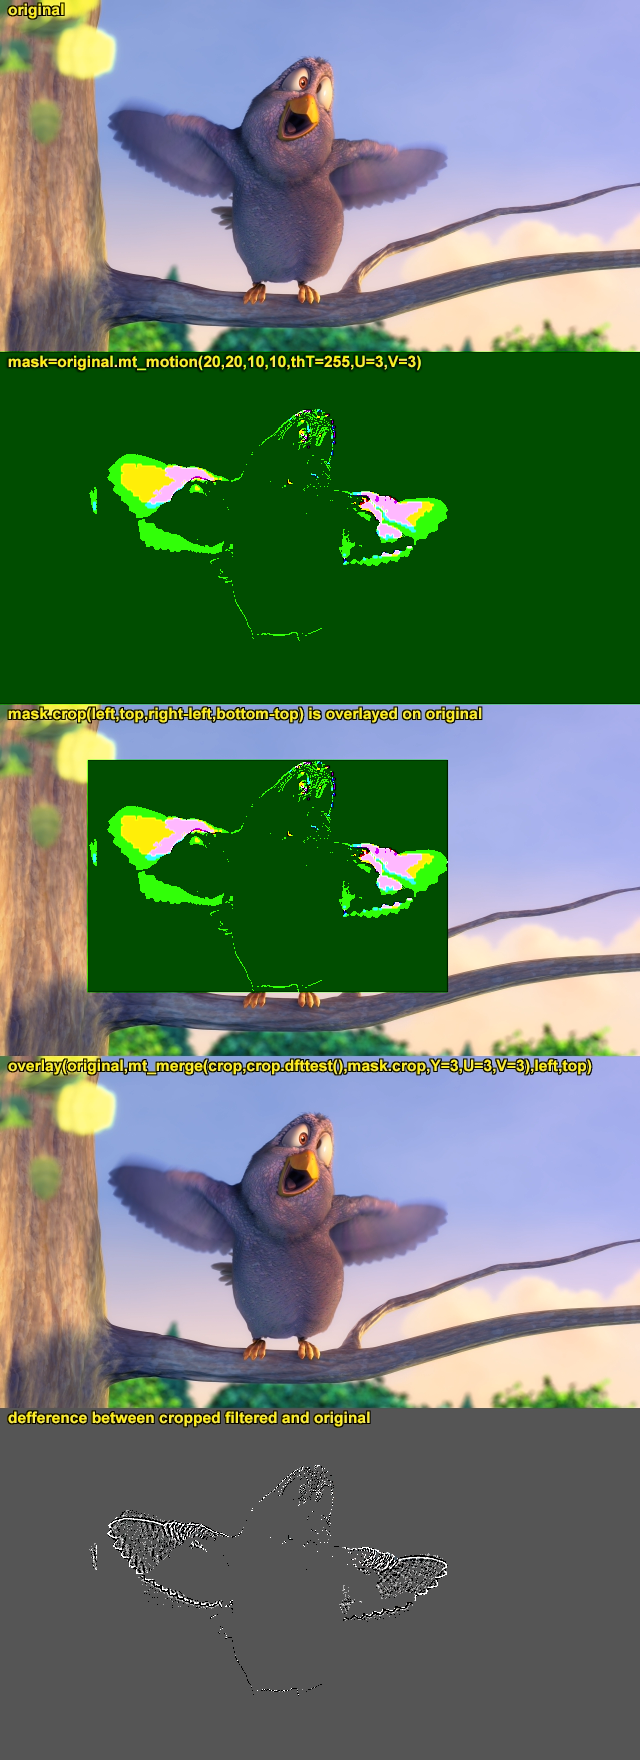 original
mask=original.mt_motion(20,20,10,10,thT=255,U=3,V=3)
mask.crop(left,top,right-left,bottom-top) is overlayed on original
overlay(original,mt_merge(crop,crop.dfttest(),mask.crop,Y=3,U=3,V=3),left,top)
defference between cropped filtered and original